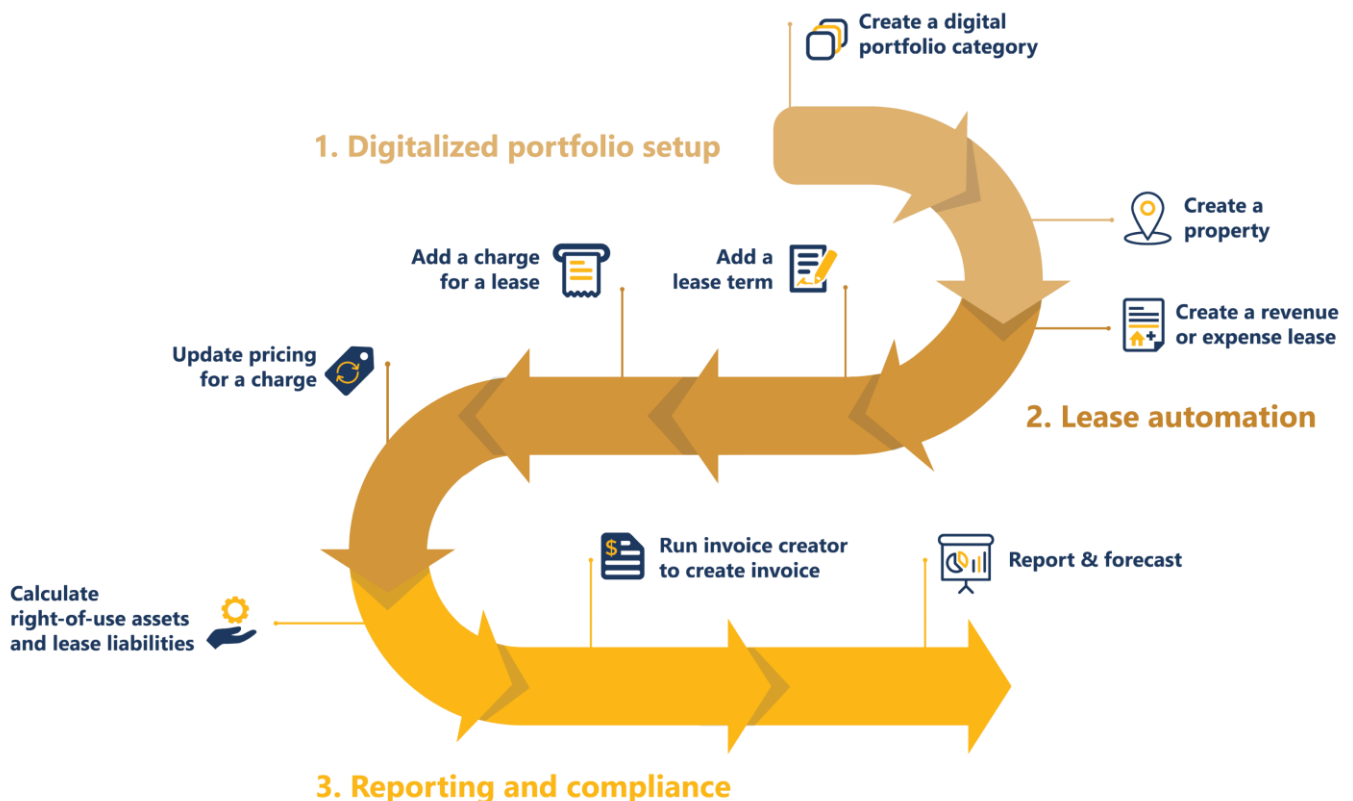 Create a digital
portfolio category
1. Digitalized portfolio setup
Create a
property
Create a revenue
or expense lease
2. Lease automation
Add a
lease term
Add a charge
for a lease
Update pricing
for a charge
Calculate
right-of-use assets
and lease liabilities
$
Run invoice creator
to create invoice
Report & forecast
3. Reporting and compliance